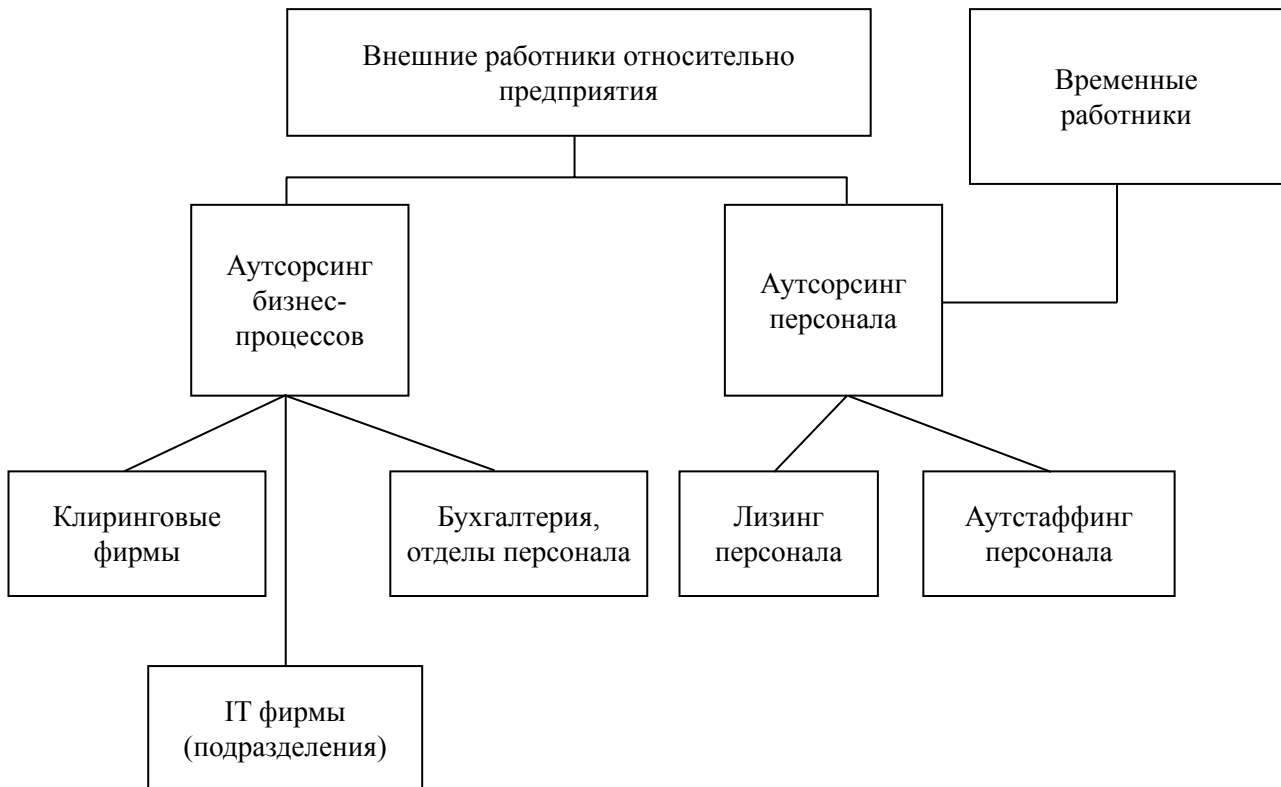 Внешние работники относительно
предприятия
Временные
работники
Аутсорсинг
бизнес-
процессов
Аутсорсинг
персонала
Клиринговые
фирмы
Бухгалтерия,
отделы персонала
Лизинг
персонала
Аутстаффинг
персонала
IT фирмы
(подразделения)